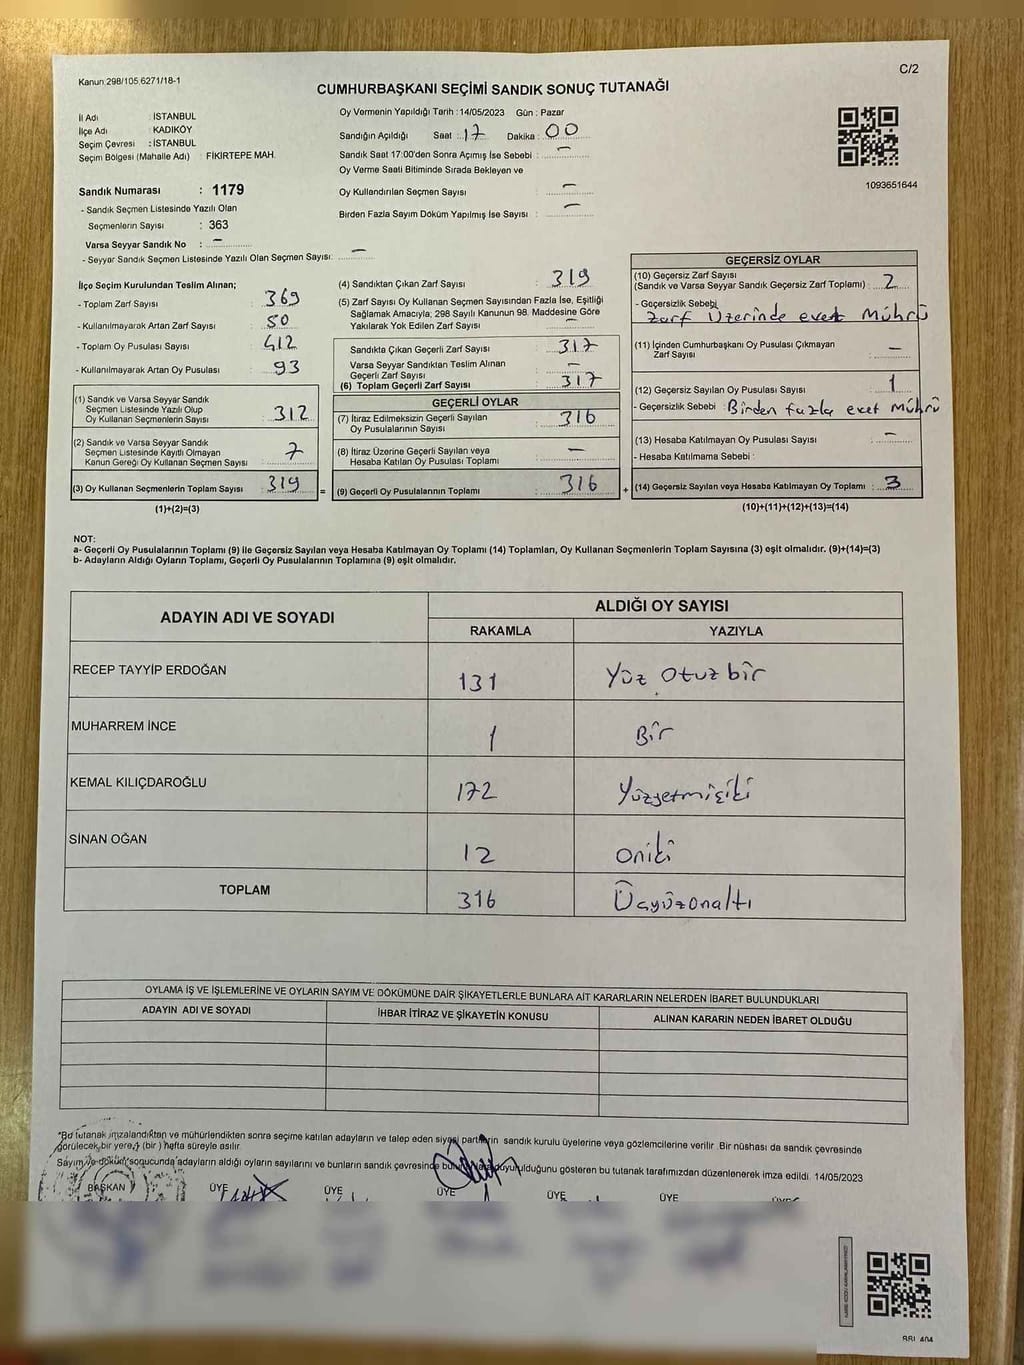 Kanun:298/105,6271/18-1
C/2
CUMHURBAŞKANI SEÇİMİ SANDIK SONUÇ TUTANAĞI
İl Adı : İSTANBUL
İlçe Adı : KADIKÖY
Seçim Çevresi : İSTANBUL
Seçim Bölgesi (Mahalle Adı) : FİKİRTEPE MAH.
Sandık Numarası : 1179
- Sandık Seçmen Listesinde Yazılı Olan
Seçmenlerin Sayısı : 363
Varsa Seyyar Sandık No : -
- Seyyar Sandık Seçmen Listesinde Yazılı Olan Seçmen Sayısı: -
Oy Vermenin Yapıldığı Tarih : 14/05/2023 Gün : Pazar
Sandığın Açıldığı Saat : 17 Dakika : 00
Sandık Saat 17:00'den Sonra Açımış İse Sebebi : -
Oy Verme Saati Bitiminde Sırada Bekleyen ve
Oy Kullandırılan Seçmen Sayısı : -
Birden Fazla Sayım Döküm Yapılmış İse Sayısı : -
1093651644
İlçe Seçim Kurulundan Teslim Alınan;
- Toplam Zarf Sayısı 369
- Kullanılmayarak Artan Zarf Sayısı 50
- Toplam Oy Pusulası Sayısı 412
- Kullanılmayarak Artan Oy Pusulası 93
(1) Sandık ve Varsa Seyyar Sandık
Seçmen Listesinde Yazılı Olup
Oy Kullanan Seçmenlerin Sayısı : 312
(2) Sandık ve Varsa Seyyar Sandık
Seçmen Listesinde Kayıtlı Olmayan
Kanun Gereği Oy Kullanan Seçmen Sayısı : 7
(3) Oy Kullanan Seçmenlerin Toplam Sayısı : 319
(1)+(2)=(3)
(4) Sandıktan Çıkan Zarf Sayısı 319
(5) Zarf Sayısı Oy Kullanan Seçmen Sayısından Fazla İse, Eşitliği
Sağlamak Amacıyla; 298 Sayılı Kanunun 98. Maddesine Göre
Yakılarak Yok Edilen Zarf Sayısı : -
Sandıkta Çıkan Geçerli Zarf Sayısı : 317
Varsa Seyyar Sandıktan Teslim Alınan
Geçerli Zarf Sayısı : -
(6) Toplam Geçerli Zarf Sayısı : 317
GEÇERLİ OYLAR
(7) İtiraz Edilmeksizin Geçerli Sayılan
Oy Pusulalarının Sayısı : 316
(8) İtiraz Üzerine Geçerli Sayılan veya
Hesaba Katılan Oy Pusulası Toplamı : -
= (9) Geçerli Oy Pusulalarının Toplamı : 316 +
GEÇERSİZ OYLAR
(10) Geçersiz Zarf Sayısı
(Sandık ve Varsa Seyyar Sandık Geçersiz Zarf Toplamı) : 2
- Geçersizlik Sebebi
Zarf Üzerinde evet Mührü
(11) İçinden Cumhurbaşkanı Oy Pusulası Çıkmayan
Zarf Sayısı : -
(12) Geçersiz Sayılan Oy Pusulası Sayısı : 1
- Geçersizlik Sebebi : Birden fazla evet Mührü
(13) Hesaba Katılmayan Oy Pusulası Sayısı : -
- Hesaba Katılmama Sebebi :
(14) Geçersiz Sayılan veya Hesaba Katılmayan Oy Toplamı : 3
(10)+(11)+(12)+(13)=(14)
NOT:
a- Geçerli Oy Pusulalarının Toplamı (9) ile Geçersiz Sayılan veya Hesaba Katılmayan Oy Toplamı (14) Toplamları, Oy Kullanan Seçmenlerin Toplam Sayısına (3) eşit olmalıdır. (9)+(14)=(3)
b- Adayların Aldığı Oyların Toplamı, Geçerli Oy Pusulalarının Toplamına (9) eşit olmalıdır.
ADAYIN ADI VE SOYADI
ALDIĞI OY SAYISI
RAKAMLA YAZIYLA
RECEP TAYYİP ERDOĞAN 131 Yüz otuz bir
MUHARREM İNCE 1 Bir
KEMAL KILIÇDAROĞLU 172 Yüzyetmişiki
SİNAN OĞAN 12 oniki
TOPLAM 316 Üçyüzonaltı
OYLAMA İŞ VE İŞLEMLERİNE VE OYLARIN SAYIM VE DÖKÜMÜNE DAİR ŞİKAYETLERLE BUNLARA AİT KARARLARIN NELERDEN İBARET BULUNDUKLARI
ADAYIN ADI VE SOYADI İHBAR İTİRAZ VE ŞİKAYETİN KONUSU ALINAN KARARIN NEDEN İBARET OLDUĞU
*Bu tutanak imzalandıktan ve mühürlendikten sonra seçime katılan adayların ve talep eden siyasi partilerin sandık kurulu üyelerine veya gözlemcilerine verilir. Bir nüshası da sandık çevresinde
görülecek bir yere, (bir ) hafta süreyle asılır.
Sayım ve döküm sonucunda adayların aldığı oyların sayılarını ve bunların sandık çevresinde duyurulduğunu gösteren bu tutanak tarafımızdan düzenlenerek imza edildi. 14/05/2023
BAŞKAN ÜYE ÜYE ÜYE ÜYE ÜYE ÜYE